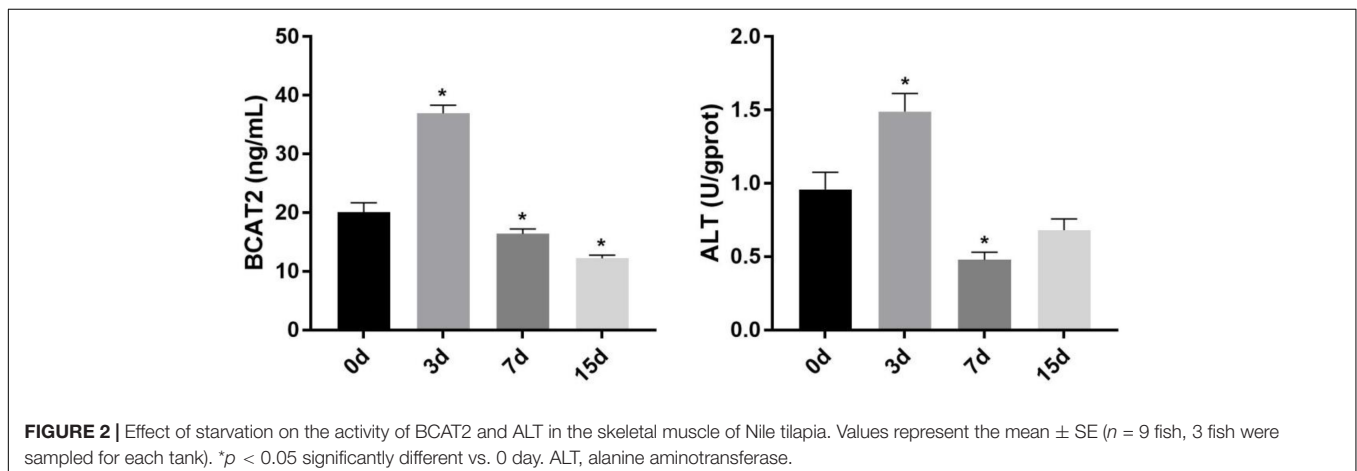 50
40
30
20
10
0
BCAT2 (ng/mL)
*
*
*
0d
3d
7d
15d
2.0
1.5
1.0
0.5
0.0
ALT (U/gprot)
*
*
0d
3d
7d
15d
FIGURE 2 | Effect of starvation on the activity of BCAT2 and ALT in the skeletal muscle of Nile tilapia. Values represent the mean ± SE (n = 9 fish, 3 fish were
sampled for each tank). *p < 0.05 significantly different vs. 0 day. ALT, alanine aminotransferase.